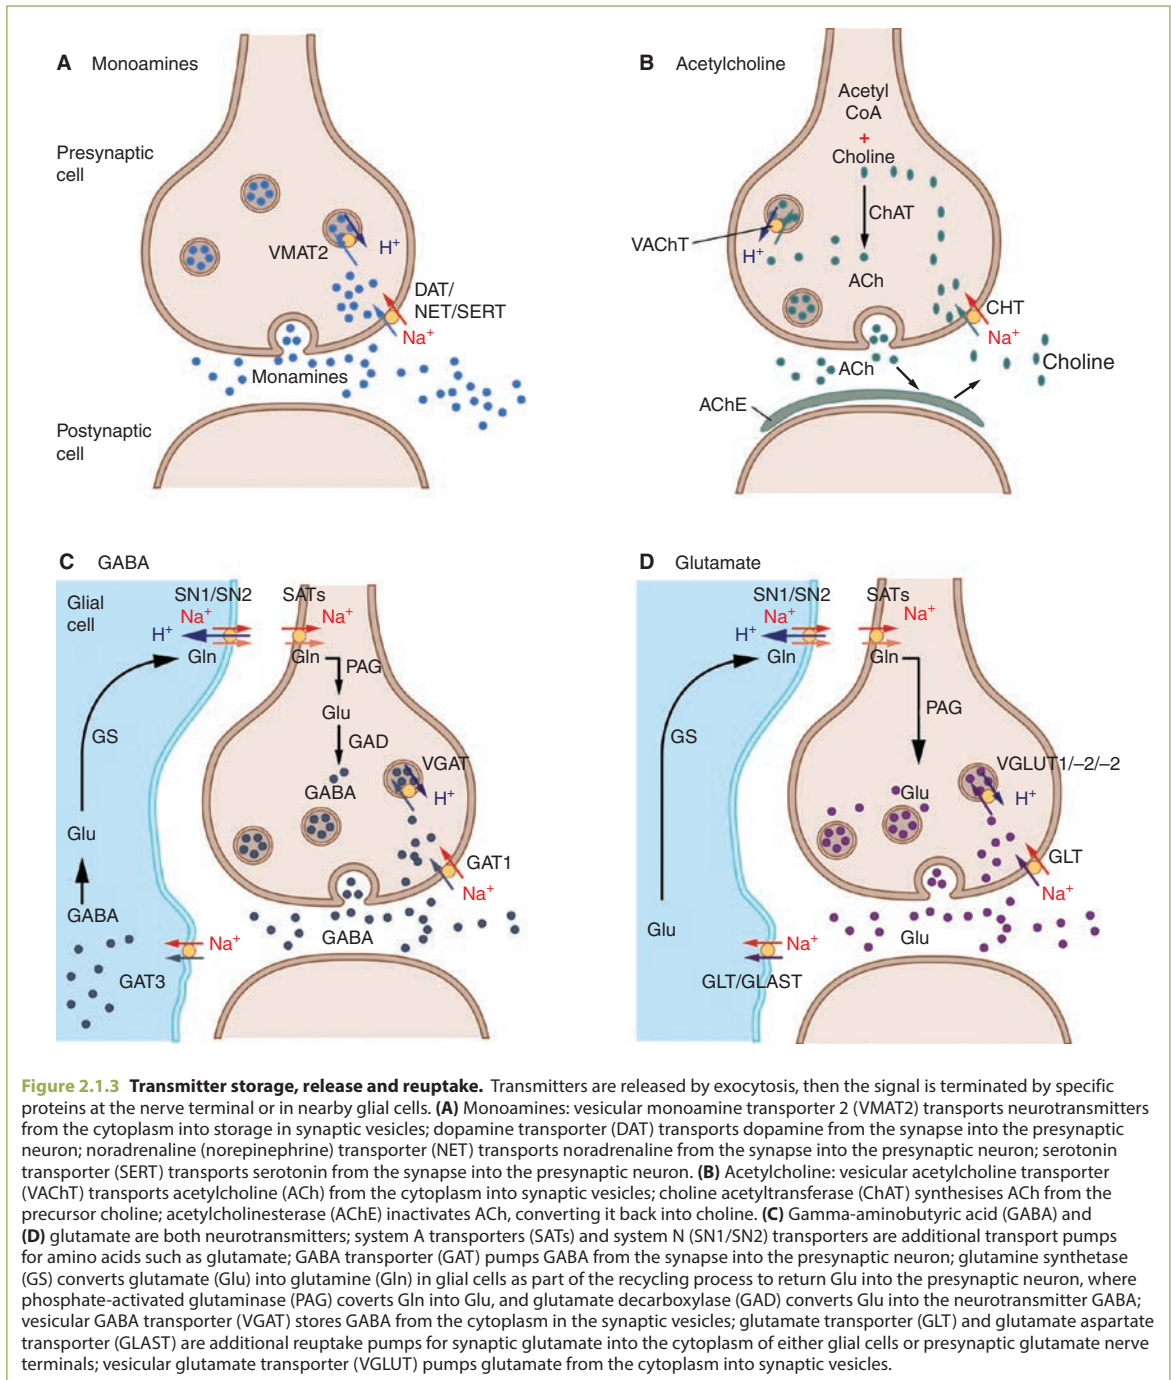 A Monoamines
Presynaptic
cell
VMAT2
H+
DAT/
NET/SERT
Na+
Monamines
Postynaptic
cell
B Acetylcholine
Acetyl
CoA
+
Choline
ChAT
VAChT
H+
ACh
CHT
Na+
ACh
Choline
AChE
C GABA
Glial
cell
SN1/SN2
Na+
H+
Gln
SATs
Na+
Gln
PAG
Glu
GAD
GABA
VGAT
H+
GS
Glu
GABA
GAT1
Na+
GABA
Na+
GAT3
D Glutamate
SN1/SN2
Na+
H+
Gln
SATs
Na+
Gln
PAG
GS
Glu
VGLUT1/–2/–2
H+
GLT
Na+
Glu
Glu
Na+
GLT/GLAST
Figure 2.1.3 Transmitter storage, release and reuptake. Transmitters are released by exocytosis, then the signal is terminated by specific
proteins at the nerve terminal or in nearby glial cells. (A) Monoamines: vesicular monoamine transporter 2 (VMAT2) transports neurotransmitters
from the cytoplasm into storage in synaptic vesicles; dopamine transporter (DAT) transports dopamine from the synapse into the presynaptic
neuron; noradrenaline (norepinephrine) transporter (NET) transports noradrenaline from the synapse into the presynaptic neuron; serotonin
transporter (SERT) transports serotonin from the synapse into the presynaptic neuron. (B) Acetylcholine: vesicular acetylcholine transporter
(VAChT) transports acetylcholine (ACh) from the cytoplasm into synaptic vesicles; choline acetyltransferase (ChAT) synthesises ACh from the
precursor choline; acetylcholinesterase (AChE) inactivates ACh, converting it back into choline. (C) Gamma-aminobutyric acid (GABA) and
(D) glutamate are both neurotransmitters; system A transporters (SATs) and system N (SN1/SN2) transporters are additional transport pumps
for amino acids such as glutamate; GABA transporter (GAT) pumps GABA from the synapse into the presynaptic neuron; glutamine synthetase
(GS) converts glutamate (Glu) into glutamine (Gln) in glial cells as part of the recycling process to return Glu into the presynaptic neuron, where
phosphate-activated glutaminase (PAG) coverts Gln into Glu, and glutamate decarboxylase (GAD) converts Glu into the neurotransmitter GABA;
vesicular GABA transporter (VGAT) stores GABA from the cytoplasm in the synaptic vesicles; glutamate transporter (GLT) and glutamate aspartate
transporter (GLAST) are additional reuptake pumps for synaptic glutamate into the cytoplasm of either glial cells or presynaptic glutamate nerve
terminals; vesicular glutamate transporter (VGLUT) pumps glutamate from the cytoplasm into synaptic vesicles.